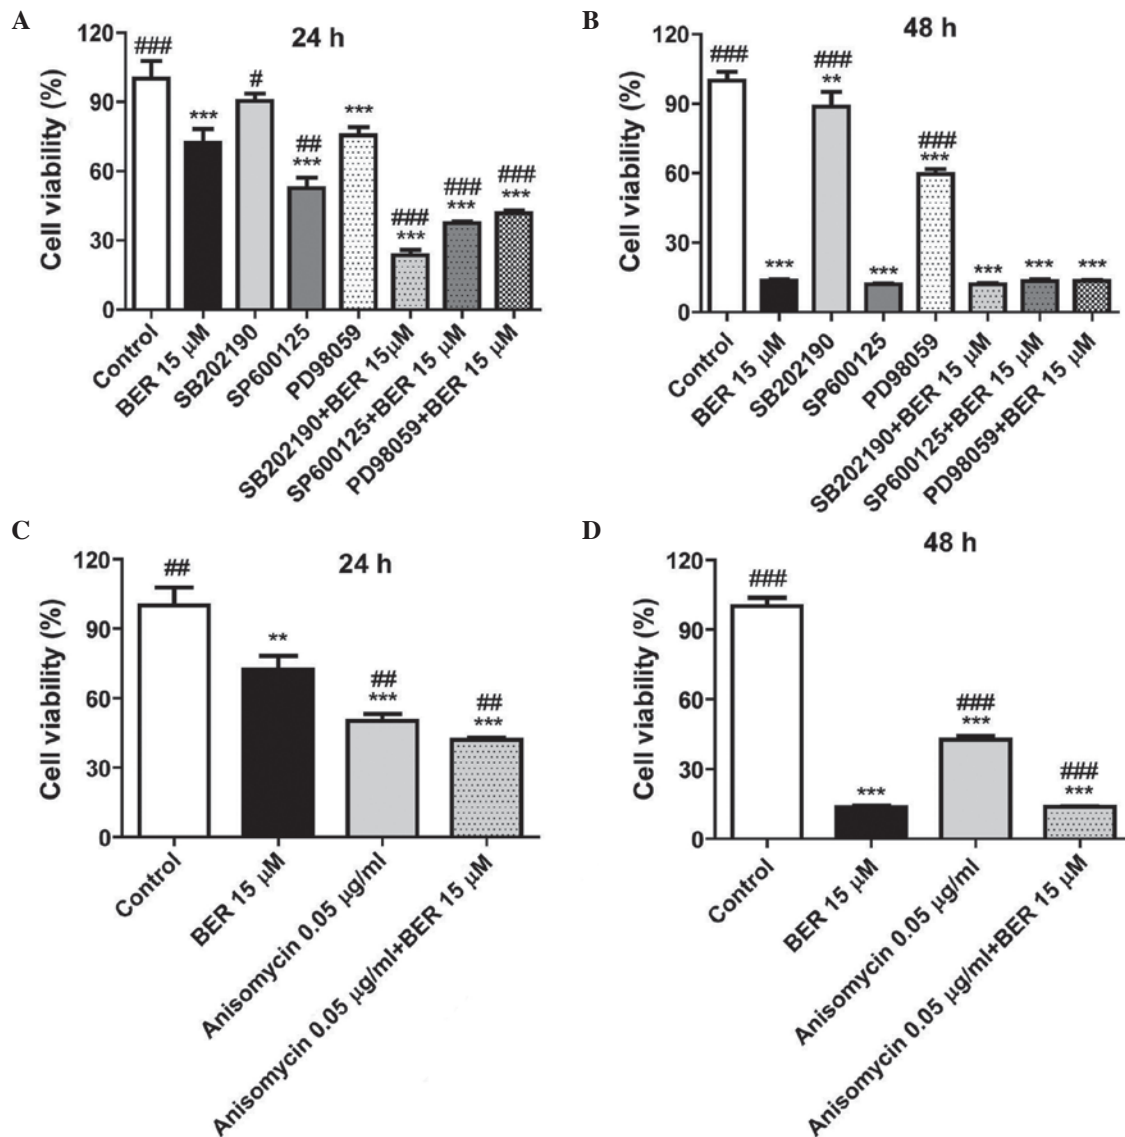 A
24 h
Cell viability (%)
120
90
60
30
0
###
***
#
##
***
***
###
***
###
***
###
***
Control
BER 15 μM
SB202190
SP600125
PD98059
SB202190+BER 15μM
SP600125+BER 15 μM
PD98059+BER 15 μM
B
48 h
Cell viability (%)
120
90
60
30
0
###
***
###
**
***
###
***
***
***
***
Control
BER 15 μM
SB202190
SP600125
PD98059
SB202190+BER 15 μM
SP600125+BER 15 μM
PD98059+BER 15 μM
C
24 h
Cell viability (%)
120
90
60
30
0
##
**
##
***
##
***
Control
BER 15 μM
Anisomycin 0.05 μg/ml
Anisomycin 0.05 μg/ml+BER 15 μM
D
48 h
Cell viability (%)
120
90
60
30
0
###
***
###
***
###
***
Control
BER 15 μM
Anisomycin 0.05 μg/ml
Anisomycin 0.05 μg/ml+BER 15 μM